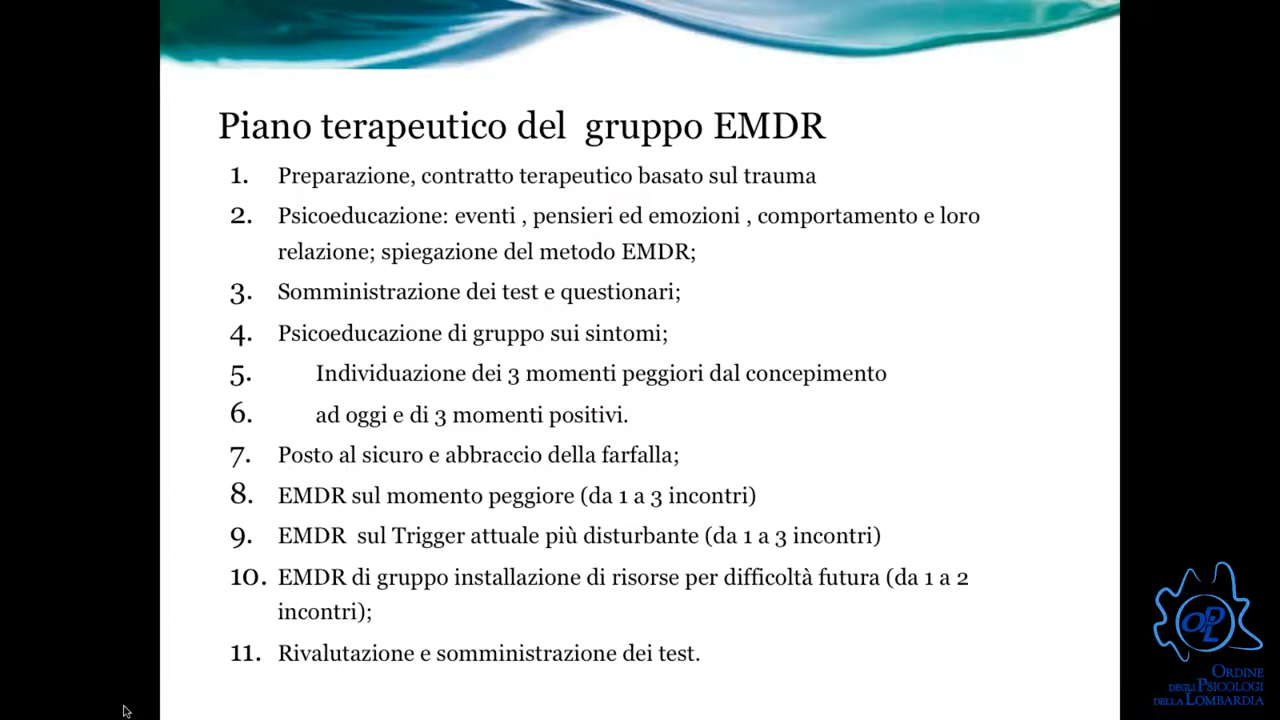 Piano terapeutico del  gruppo EMDR
1. Preparazione, contratto terapeutico basato sul trauma
2. Psicoeducazione: eventi , pensieri ed emozioni , comportamento e loro
relazione; spiegazione del metodo EMDR;
3. Somministrazione dei test e questionari;
4. Psicoeducazione di gruppo sui sintomi;
5. Individuazione dei 3 momenti peggiori dal concepimento
6. ad oggi e di 3 momenti positivi.
7. Posto al sicuro e abbraccio della farfalla;
8. EMDR sul momento peggiore (da 1 a 3 incontri)
9. EMDR  sul Trigger attuale più disturbante (da 1 a 3 incontri)
10. EMDR di gruppo installazione di risorse per difficoltà futura (da 1 a 2
incontri);
11. Rivalutazione e somministrazione dei test.
OPL
ORDINE
DEGLI PSICOLOGI
DELLA LOMBARDIA